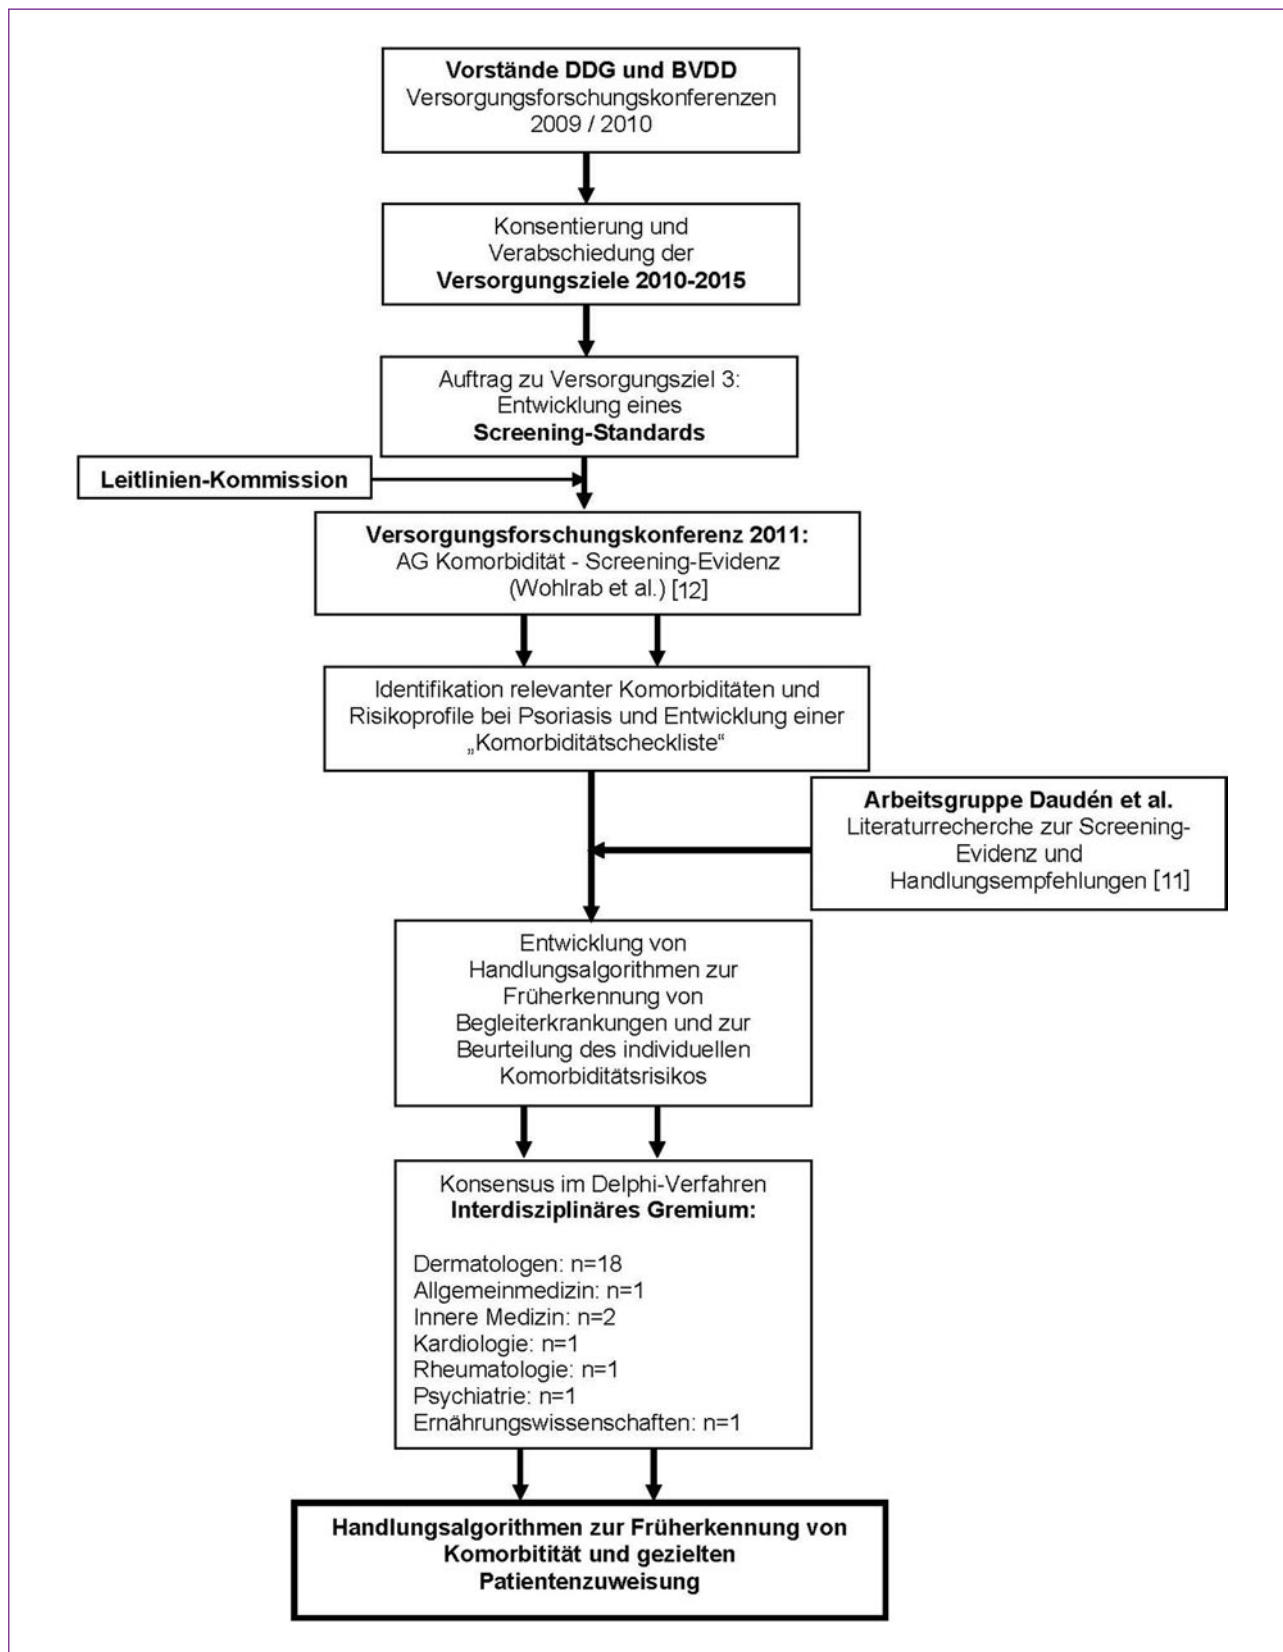 Vorstände DDG und BVDD
Versorgungsforschungskonferenzen
2009 / 2010
Konsentierung und
Verabschiedung der
Versorgungsziele 2010-2015
Auftrag zu Versorgungsziel 3:
Entwicklung eines
Screening-Standards
Leitlinien-Kommission
Versorgungsforschungskonferenz 2011:
AG Komorbidität - Screening-Evidenz
(Wohlrab et al.) [12]
Identifikation relevanter Komorbiditäten und
Risikoprofile bei Psoriasis und Entwicklung einer
„Komorbiditätscheckliste“
Arbeitsgruppe Daudén et al.
Literaturrecherche zur Screening-
Evidenz und
Handlungsempfehlungen [11]
Entwicklung von
Handlungsalgorithmen zur
Früherkennung von
Begleiterkrankungen und zur
Beurteilung des individuellen
Komorbiditätsrisikos
Konsensus im Delphi-Verfahren
Interdisziplinäres Gremium:
Dermatologen: n=18
Allgemeinmedizin: n=1
Innere Medizin: n=2
Kardiologie: n=1
Rheumatologie: n=1
Psychiatrie: n=1
Ernährungswissenschaften: n=1
Handlungsalgorithmen zur Früherkennung von
Komorbitität und gezielten
Patientenzuweisung